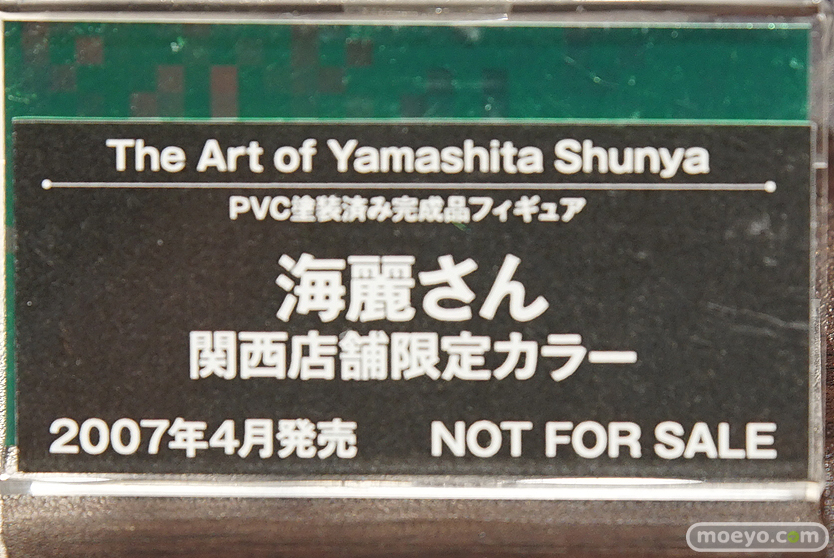 The Art of Yamashita Shunya
PVC塗装済み完成品フィギュア
海麗さん
関西店舗限定カラー
2007年4月発売 NOT FOR SALE
moeyo.com